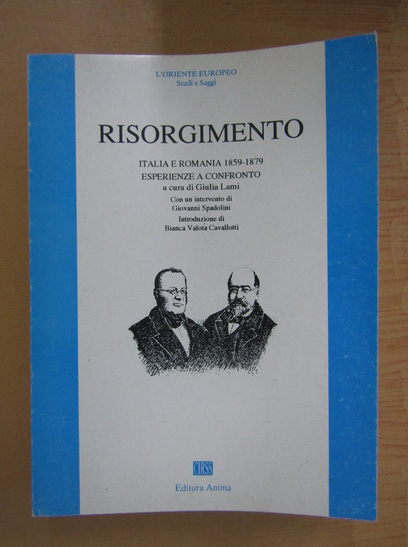 L'ORIENTE EUROPEO
Studi e Saggi
RISORGIMENTO
ITALIA E ROMANIA 1859-1879
ESPERIENZE A CONFRONTO
a cura di Giulia Lami
Con un intervento di
Giovanni Spadolini
Introduzione di
Bianca Valota Cavallotti
CIRSS
Editura Anima